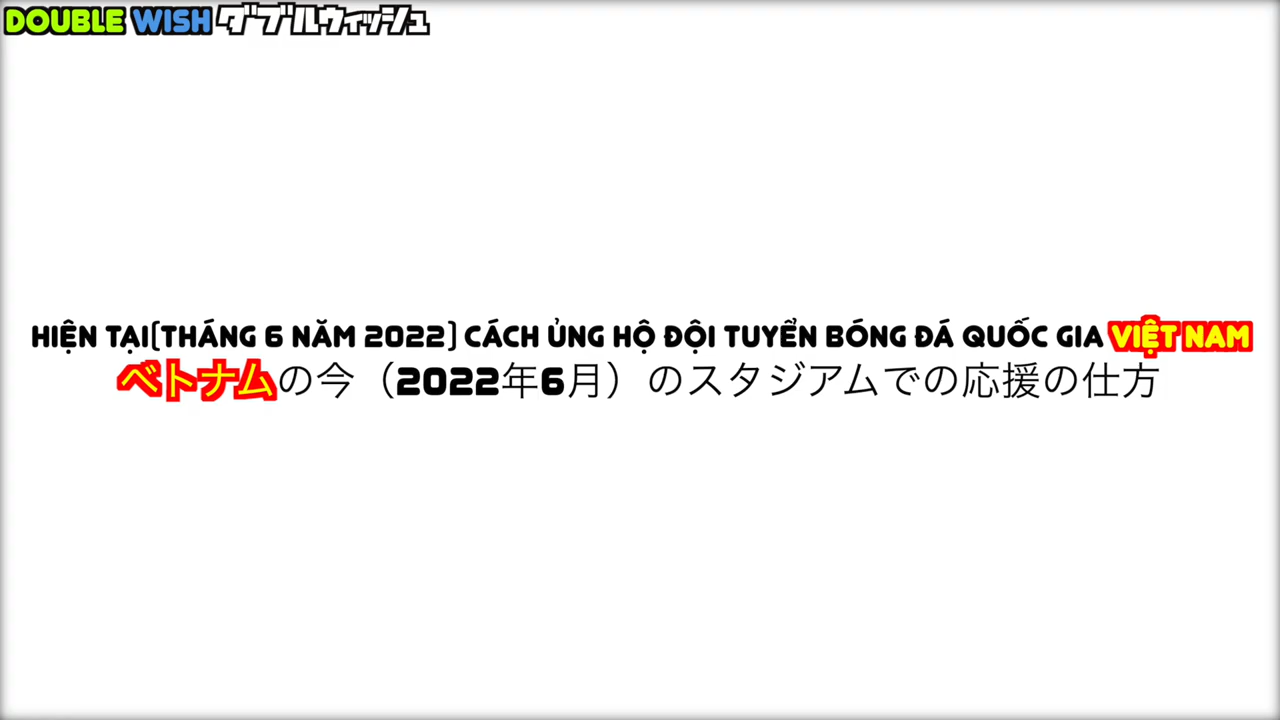 DOUBLE WISH ダブルウィッシュ
HIỆN TẠI(THÁNG 6 NĂM 2022) CÁCH ỦNG HỘ ĐỘI TUYỂN BÓNG ĐÁ QUỐC GIA VIỆT NAM
ベトナムの今（2022年6月）のスタジアムでの応援の仕方